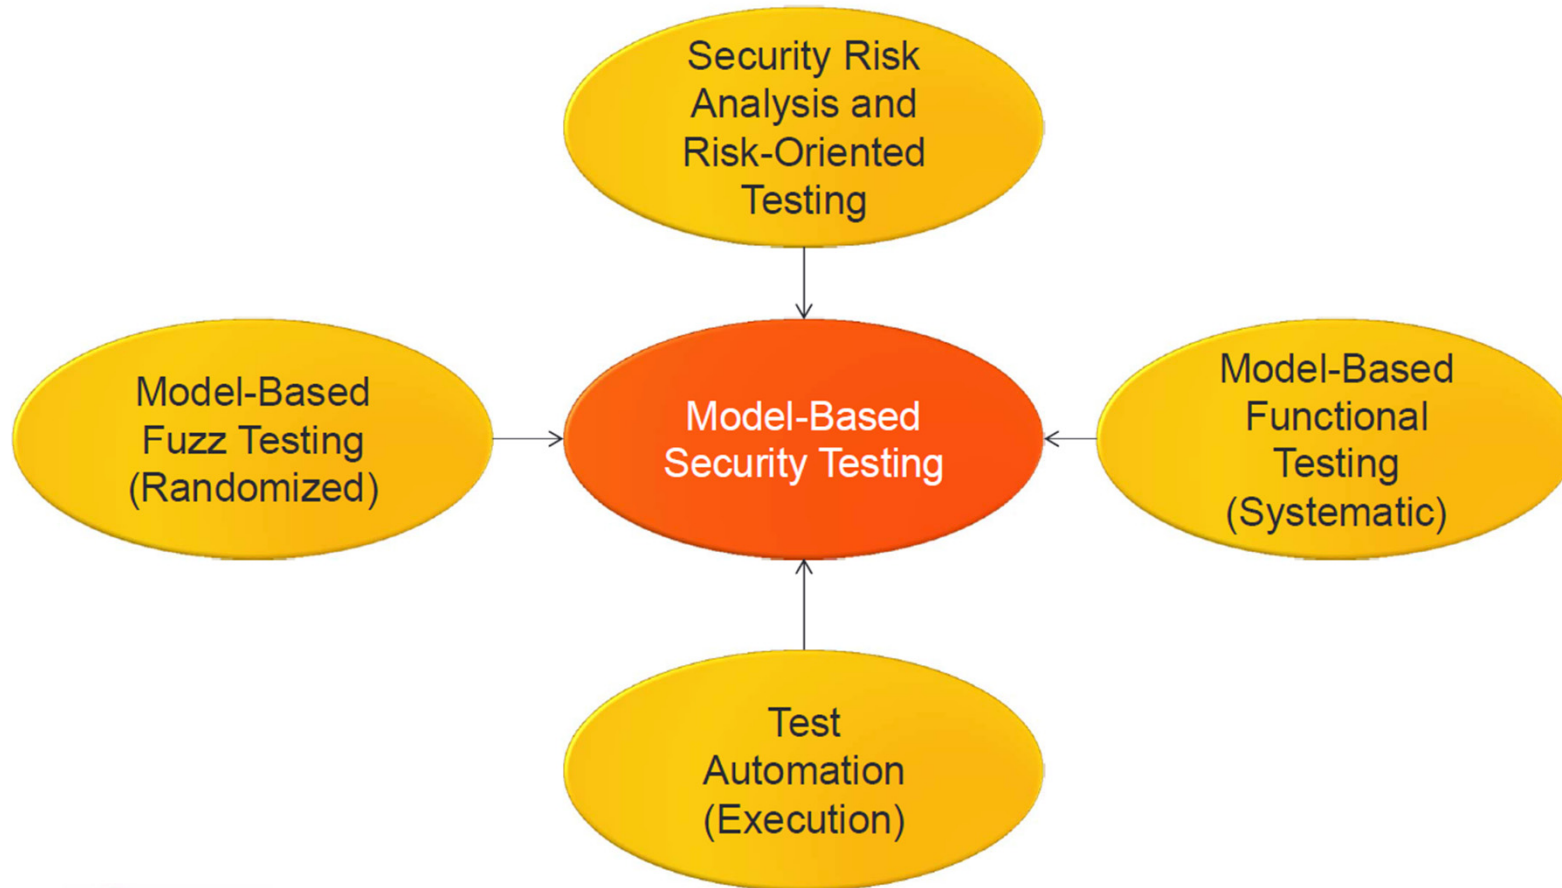 Security Risk
Analysis and
Risk-Oriented
Testing
Model-Based
Fuzz Testing
(Randomized)
Model-Based
Security Testing
Model-Based
Functional
Testing
(Systematic)
Test
Automation
(Execution)